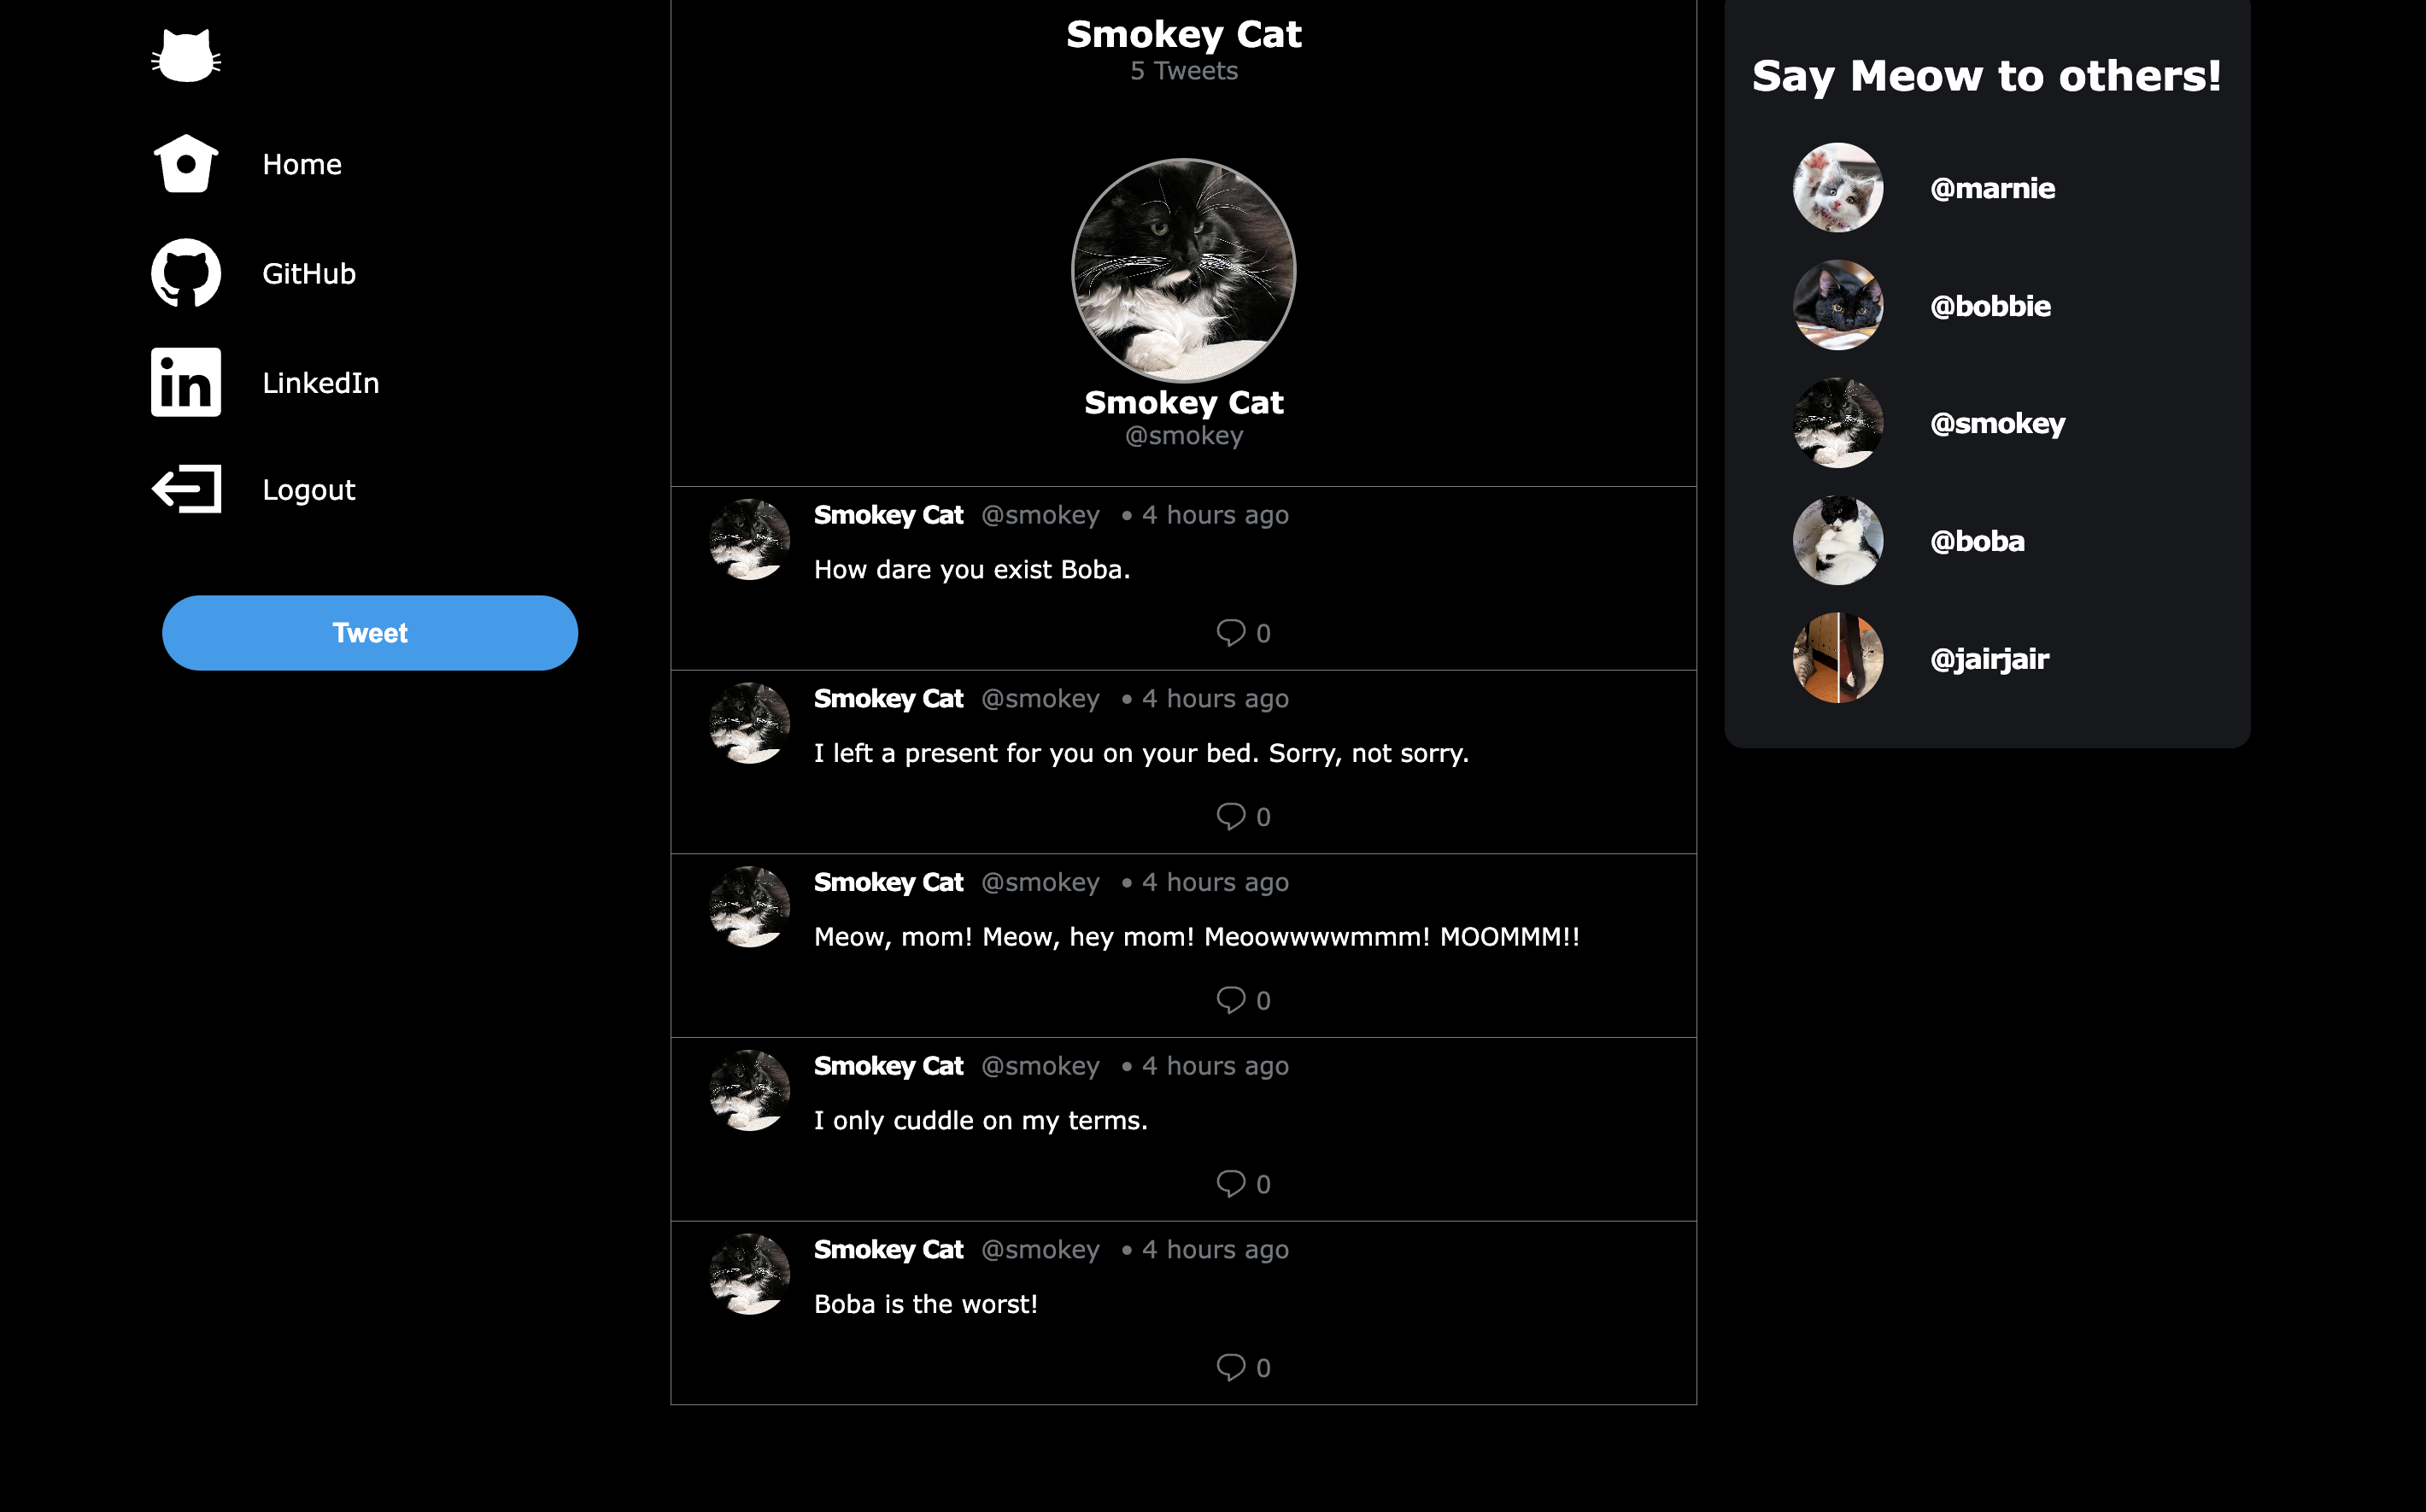 Home
GitHub
LinkedIn
Logout
Tweet
Smokey Cat
5 Tweets
Smokey Cat
@smokey
Smokey Cat @smokey • 4 hours ago
How dare you exist Boba.
0
Smokey Cat @smokey • 4 hours ago
I left a present for you on your bed. Sorry, not sorry.
0
Smokey Cat @smokey • 4 hours ago
Meow, mom! Meow, hey mom! Meoowwwwmmm! MOOMMM!!
0
Smokey Cat @smokey • 4 hours ago
I only cuddle on my terms.
0
Smokey Cat @smokey • 4 hours ago
Boba is the worst!
0
Say Meow to others!
@marnie
@bobbie
@smokey
@boba
@jairjair